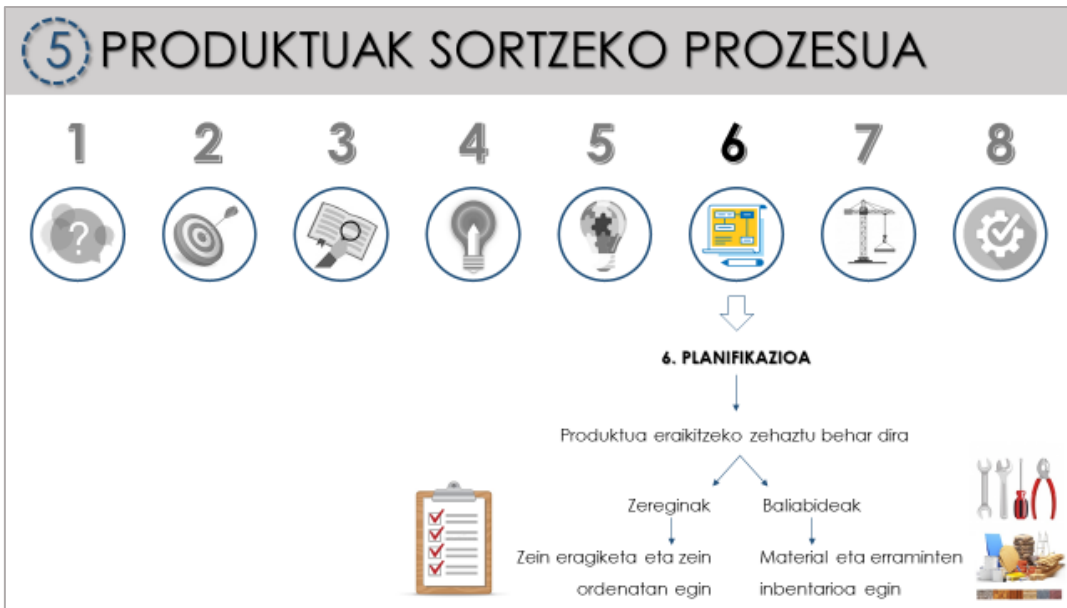 5 PRODUKTUAK SORTZEKO PROZESUA
1 2 3 4 5 6 7 8
?
6. PLANIFIKAZIOA
Produktua eraikitzeko zehaztu behar dira
Zereginak Baliabideak
Zein eragiketa eta zein Material eta erraminten
ordenatan egin inbentarioa egin